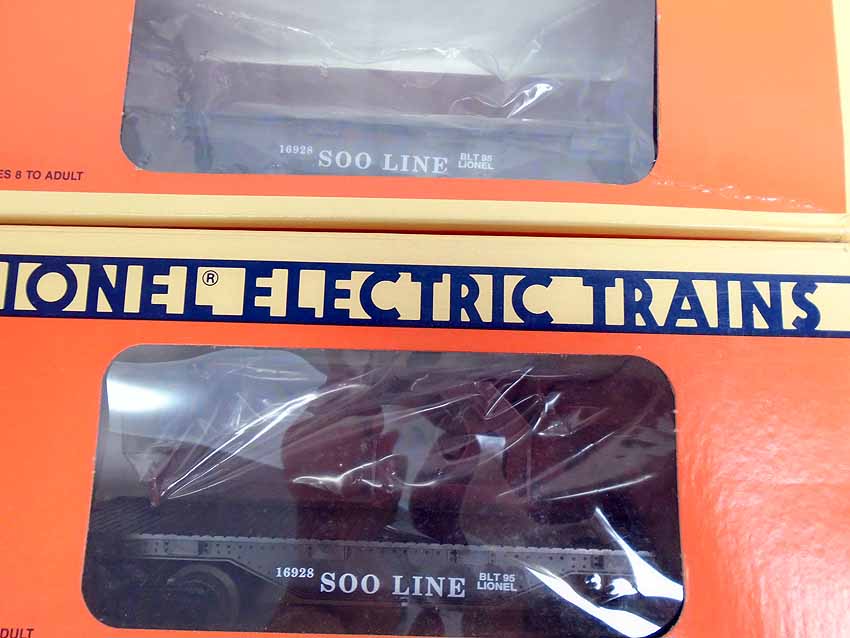 16928 SOO LINE BLT 95 LIONEL
ES 8 TO ADULT
IONEL® ELECTRIC TRAINS
16928 SOO LINE BLT 95 LIONEL
DULT